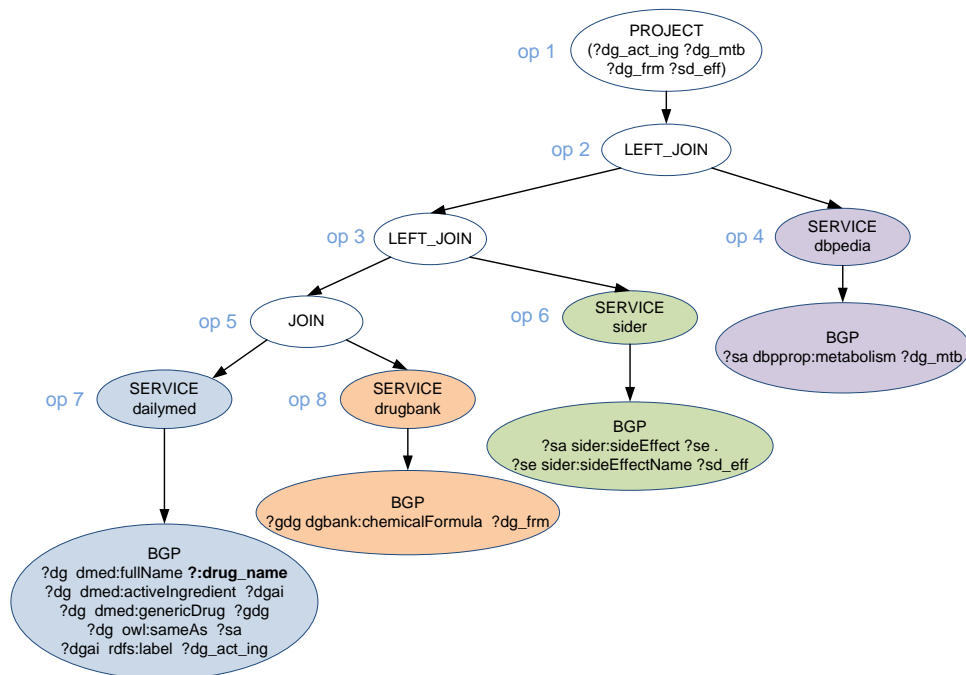 op 1
PROJECT
(?dg_act_ing ?dg_mtb
?dg_frm ?sd_eff)
op 2
LEFT_JOIN
op 3
LEFT_JOIN
op 4
SERVICE
dbpedia
op 5
JOIN
op 6
SERVICE
sider
BGP
?sa dbpprop:metabolism ?dg_mtb
op 7
SERVICE
dailymed
op 8
SERVICE
drugbank
BGP
?sa sider:sideEffect ?se .
?se sider:sideEffectName ?sd_eff
BGP
?gdg dgbank:chemicalFormula ?dg_frm
BGP
?dg dmed:fullName ?:drug_name
?dg dmed:activeIngredient ?dgai
?dg dmed:genericDrug ?gdg
?dg owl:sameAs ?sa
?dgai rdfs:label ?dg_act_ing